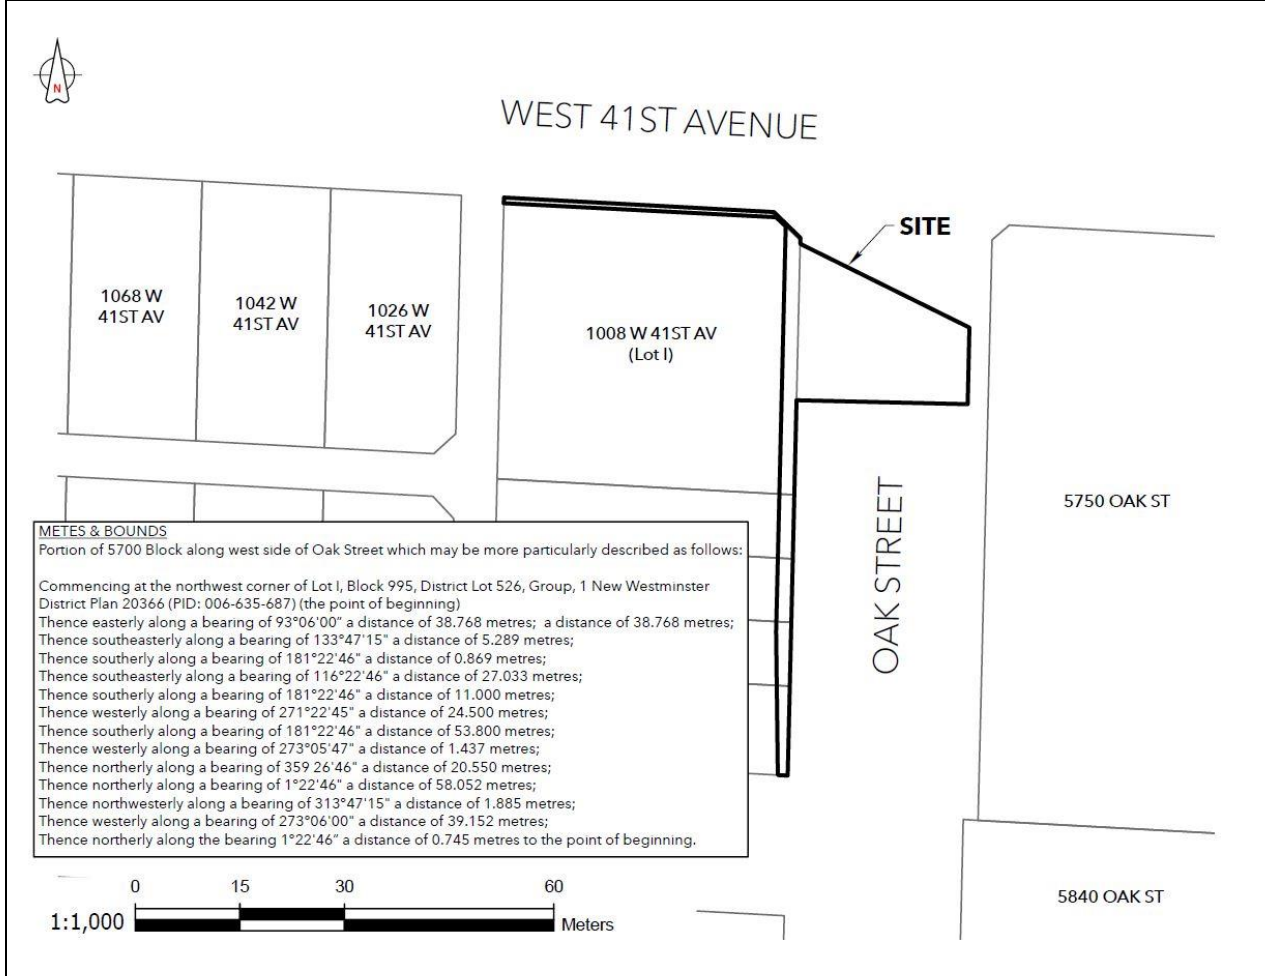 N
WEST 41ST AVENUE
SITE
1068 W
41ST AV
1042 W
41ST AV
1026 W
41ST AV
1008 W 41ST AV
(Lot I)
5750 OAK ST
OAK STREET
METES & BOUNDS
Portion of 5700 Block along west side of Oak Street which may be more particularly described as follows:
Commencing at the northwest corner of Lot I, Block 995, District Lot 526, Group, 1 New Westminster
District Plan 20366 (PID: 006-635-687) (the point of beginning)
Thence easterly along a bearing of 93°06'00" a distance of 38.768 metres;  a distance of 38.768 metres;
Thence southeasterly along a bearing of 133°47'15" a distance of 5.289 metres;
Thence southerly along a bearing of 181°22'46" a distance of 0.869 metres;
Thence southeasterly along a bearing of 116°22'46" a distance of 27.033 metres;
Thence southerly along a bearing of 181°22'46" a distance of 11.000 metres;
Thence westerly along a bearing of 271°22'45" a distance of 24.500 metres;
Thence southerly along a bearing of 181°22'46" a distance of 53.800 metres;
Thence westerly along a bearing of 273°05'47" a distance of 1.437 metres;
Thence northerly along a bearing of 359 26'46" a distance of 20.550 metres;
Thence northerly along a bearing of 1°22'46" a distance of 58.052 metres;
Thence northwesterly along a bearing of 313°47'15" a distance of 1.885 metres;
Thence westerly along a bearing of 273°06'00" a distance of 39.152 metres;
Thence northerly along the bearing 1°22'46" a distance of 0.745 metres to the point of beginning.
0 15 30 60
1:1,000 Meters
5840 OAK ST